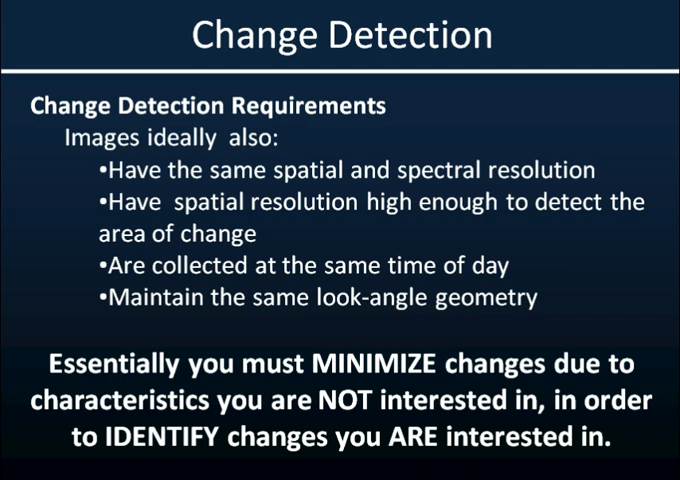 Change Detection
Change Detection Requirements
Images ideally also:
•Have the same spatial and spectral resolution
•Have spatial resolution high enough to detect the
area of change
•Are collected at the same time of day
•Maintain the same look-angle geometry
Essentially you must MINIMIZE changes due to
characteristics you are NOT interested in, in order
to IDENTIFY changes you ARE interested in.